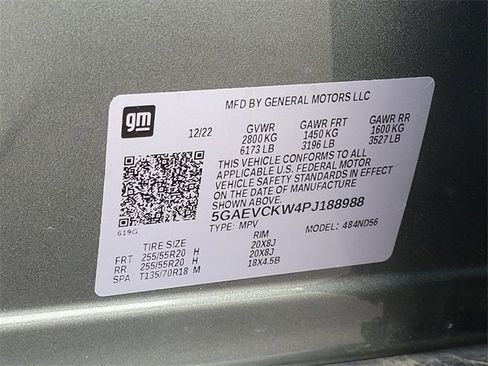 gm
MFD BY GENERAL MOTORS LLC
12/22 GVWR GAWR FRT GAWR RR
2800 KG 1450 KG 1600 KG
6173 LB 3196 LB 3527 LB
THIS VEHICLE CONFORMS TO ALL
APPLICABLE U.S. FEDERAL MOTOR
VEHICLE SAFETY STANDARDS IN EFFECT
ON THE DATE OF MANUFACTURE
SHOWN ABOVE.
5GAEVCKW4PJ188988
619G TYPE: MPV MODEL: 484ND56
TIRE SIZE RIM
FRT 255/55R20 H 20X8J
RR 255/55R20 H 20X8J
SPA T135/70R18 M 18X4.5B